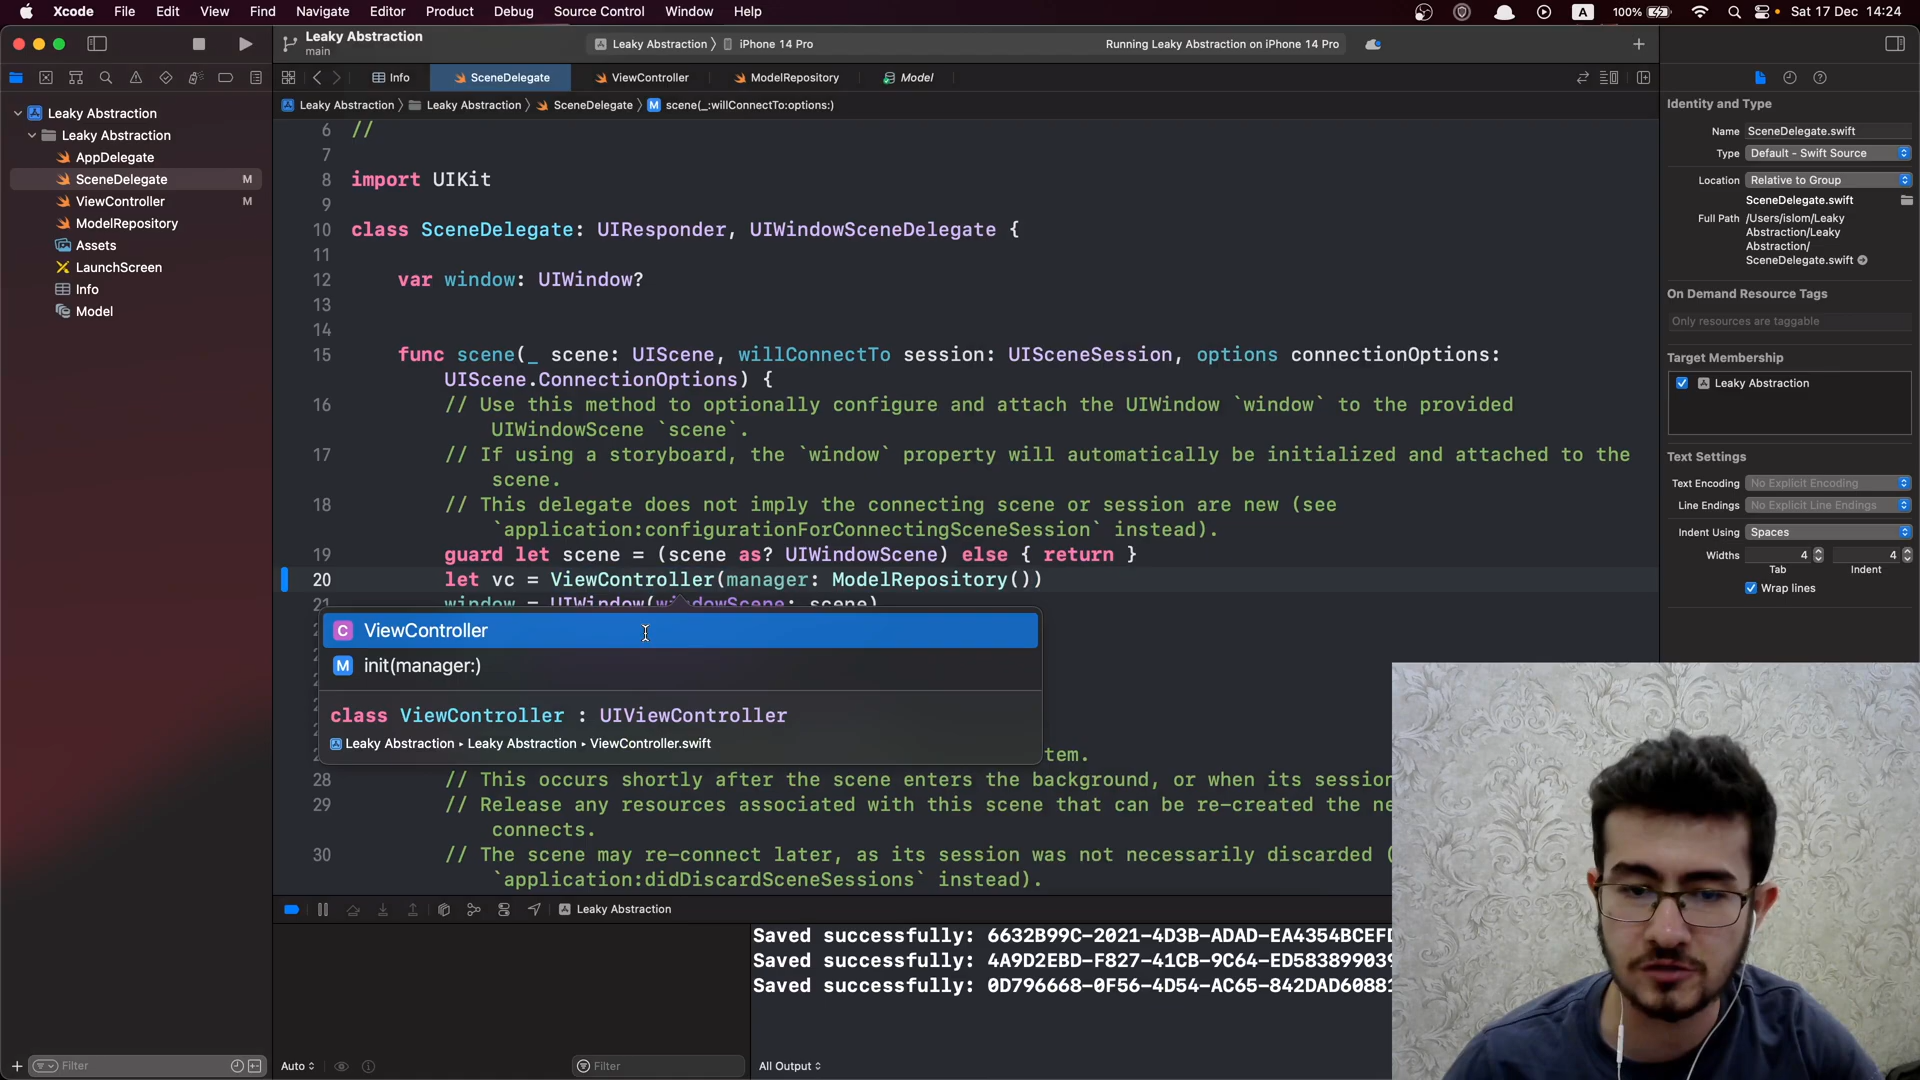 Xcode File Edit View Find Navigate Editor Product Debug Source Control Window Help
A 100% Sat 17 Dec 14:24
Leaky Abstraction
main
Leaky Abstraction iPhone 14 Pro
Running Leaky Abstraction on iPhone 14 Pro
Info SceneDelegate ViewController ModelRepository Model
Leaky Abstraction Leaky Abstraction SceneDelegate M scene(_:willConnectTo:options:)
Leaky Abstraction
Leaky Abstraction
AppDelegate
SceneDelegate M
ViewController M
ModelRepository
Assets
LaunchScreen
Info
Model
Filter
6 //
7
8 import UIKit
9
10 class SceneDelegate: UIResponder, UIWindowSceneDelegate {
11
12 var window: UIWindow?
13
14
15 func scene(_ scene: UIScene, willConnectTo session: UISceneSession, options connectionOptions:
UIScene.ConnectionOptions) {
16 // Use this method to optionally configure and attach the UIWindow `window` to the provided
UIWindowScene `scene`.
17 // If using a storyboard, the `window` property will automatically be initialized and attached to the
scene.
18 // This delegate does not imply the connecting scene or session are new (see
`application:configurationForConnectingSceneSession` instead).
19 guard let scene = (scene as? UIWindowScene) else { return }
20 let vc = ViewController(manager: ModelRepository())
21 window = UIWindow(windowScene: scene)
C ViewController
M init(manager:)
class ViewController : UIViewController
Leaky Abstraction ▸ Leaky Abstraction ▸ ViewController.swift
tem.
28 // This occurs shortly after the scene enters the background, or when its session
29 // Release any resources associated with this scene that can be re-created the ne
connects.
30 // The scene may re-connect later, as its session was not necessarily discarded (
`application:didDiscardSceneSessions` instead).
Leaky Abstraction
Saved successfully: 6632B99C-2021-4D3B-ADAD-EA4354BCEFD
Saved successfully: 4A9D2EBD-F827-41CB-9C64-ED583899039
Saved successfully: 0D796668-0F56-4D54-AC65-842DAD60881
Auto Filter All Output
Identity and Type
Name SceneDelegate.swift
Type Default - Swift Source
Location Relative to Group
SceneDelegate.swift
Full Path /Users/islom/Leaky
Abstraction/Leaky
Abstraction/
SceneDelegate.swift
On Demand Resource Tags
Only resources are taggable
Target Membership
Leaky Abstraction
Text Settings
Text Encoding No Explicit Encoding
Line Endings No Explicit Line Endings
Indent Using Spaces
Widths 4 4
Tab Indent
Wrap lines